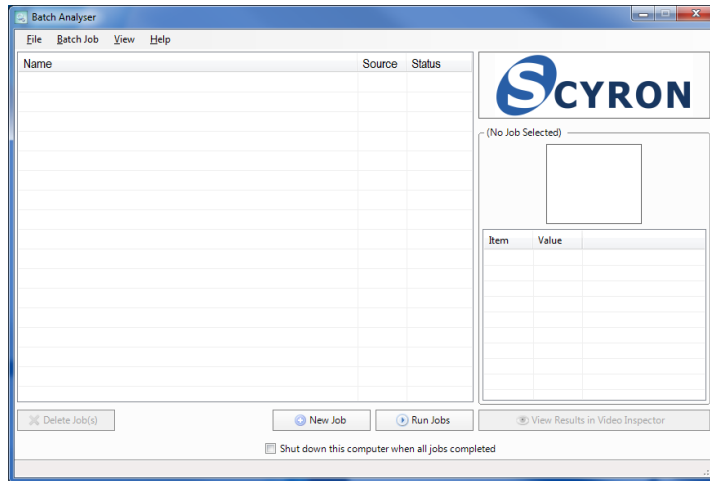 Batch Analyser
File Batch Job View Help
Name Source Status
SCYRON
(No Job Selected)
Item Value
Delete Job(s) New Job Run Jobs View Results in Video Inspector
Shut down this computer when all jobs completed